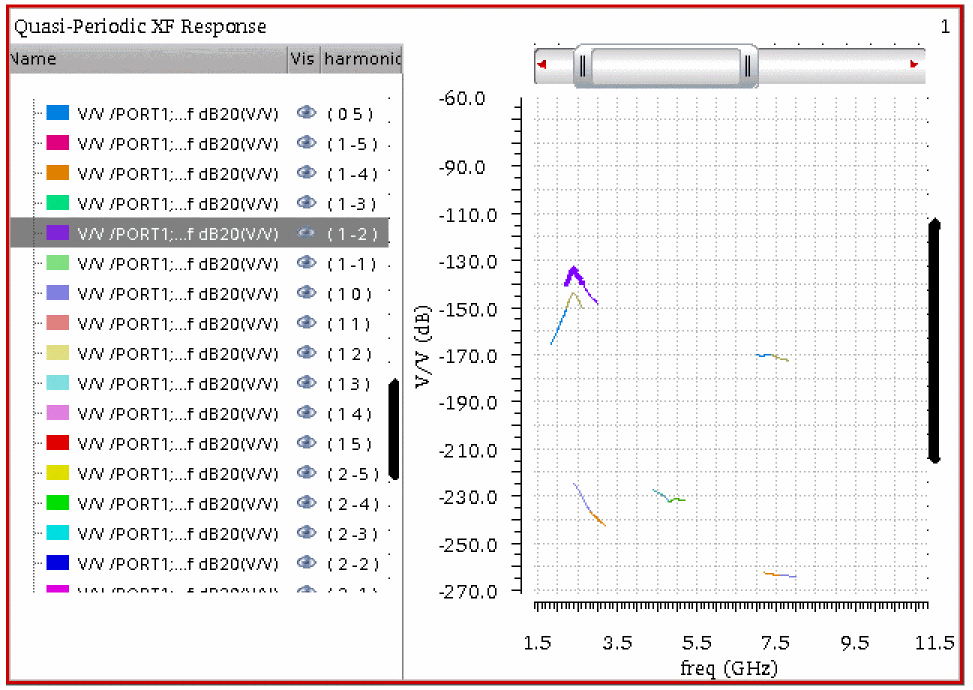 Quasi-Periodic XF Response
1
Name Vis harmonic
V/V /PORT1;...f dB20(V/V) ( 0 5 )
V/V /PORT1;...f dB20(V/V) ( 1 -5 )
V/V /PORT1;...f dB20(V/V) ( 1 -4 )
V/V /PORT1;...f dB20(V/V) ( 1 -3 )
V/V /PORT1;...f dB20(V/V) ( 1 -2 )
V/V /PORT1;...f dB20(V/V) ( 1 -1 )
V/V /PORT1;...f dB20(V/V) ( 1 0 )
V/V /PORT1;...f dB20(V/V) ( 1 1 )
V/V /PORT1;...f dB20(V/V) ( 1 2 )
V/V /PORT1;...f dB20(V/V) ( 1 3 )
V/V /PORT1;...f dB20(V/V) ( 1 4 )
V/V /PORT1;...f dB20(V/V) ( 1 5 )
V/V /PORT1;...f dB20(V/V) ( 2 -5 )
V/V /PORT1;...f dB20(V/V) ( 2 -4 )
V/V /PORT1;...f dB20(V/V) ( 2 -3 )
V/V /PORT1;...f dB20(V/V) ( 2 -2 )
V/V (dB)
-60.0
-90.0
-110.0
-130.0
-150.0
-170.0
-190.0
-210.0
-230.0
-250.0
-270.0
1.5 3.5 5.5 7.5 9.5 11.5
freq (GHz)